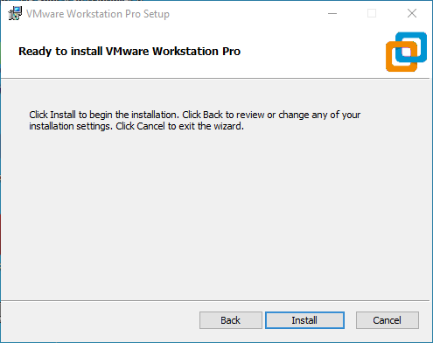 VMware Workstation Pro Setup
Ready to install VMware Workstation Pro
Click Install to begin the installation. Click Back to review or change any of your
installation settings. Click Cancel to exit the wizard.
Back
Install
Cancel